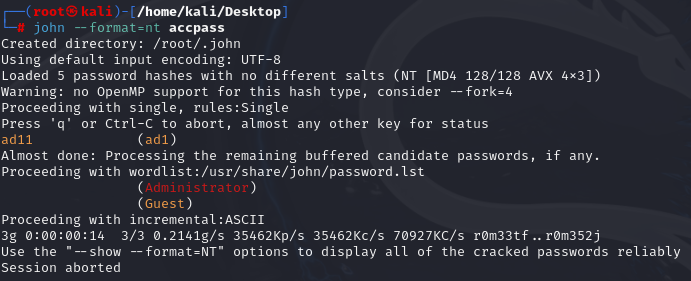 ┌──(root㉿kali)-[/home/kali/Desktop]
└─# john --format=nt accpass
Created directory: /root/.john
Using default input encoding: UTF-8
Loaded 5 password hashes with no different salts (NT [MD4 128/128 AVX 4x3])
Warning: no OpenMP support for this hash type, consider --fork=4
Proceeding with single, rules:Single
Press 'q' or Ctrl-C to abort, almost any other key for status
ad11             (ad1)
Almost done: Processing the remaining buffered candidate passwords, if any.
Proceeding with wordlist:/usr/share/john/password.lst
                 (Administrator)
                 (Guest)
Proceeding with incremental:ASCII
3g 0:00:00:14  3/3 0.2141g/s 35462Kp/s 35462Kc/s 70927KC/s r0m33tf..r0m352j
Use the "--show --format=NT" options to display all of the cracked passwords reliably
Session aborted